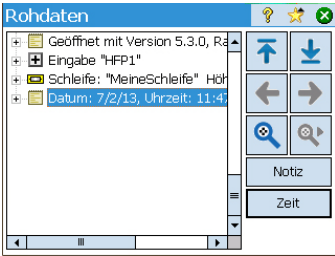 Rohdaten
Geöffnet mit Version 5.3.0, Ra
Eingabe "HFP1"
Schleife: "MeineSchleife" Höh
Datum: 7/2/13, Uhrzeit: 11:47
Notiz
Zeit